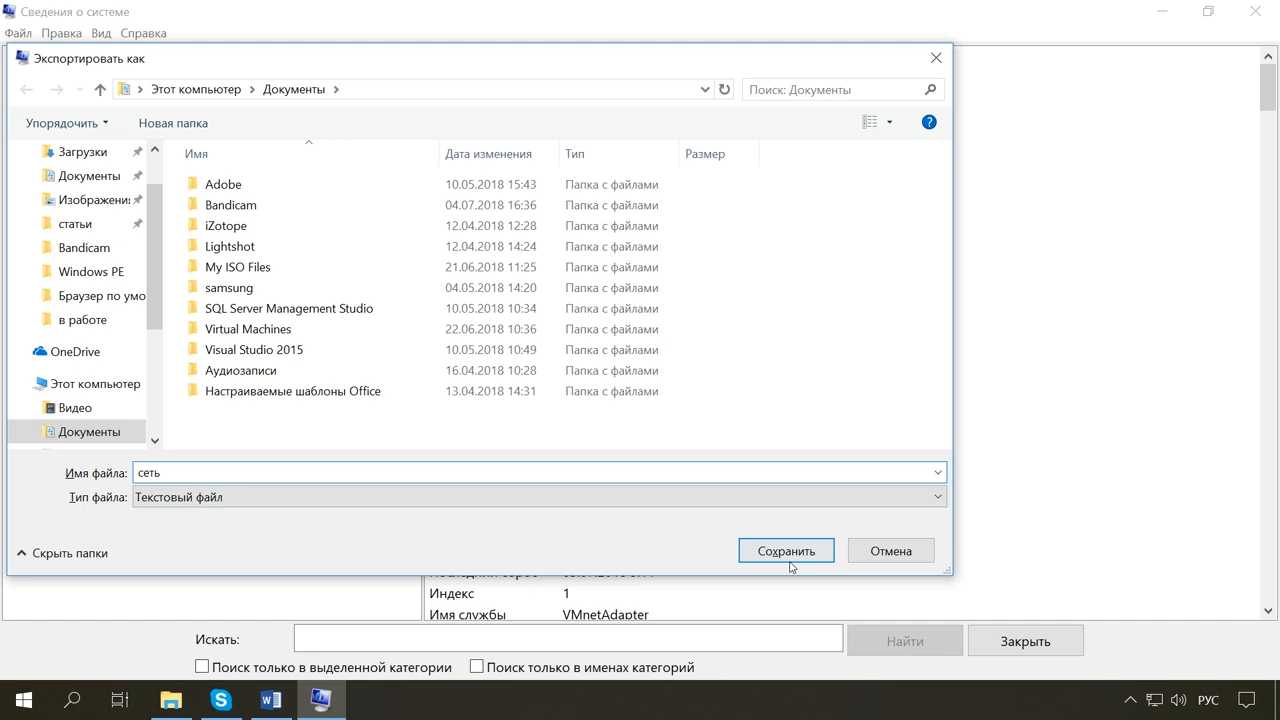 Сведения о системе
Файл Правка Вид Справка
Экспортировать как
Этот компьютер Документы
Поиск: Документы
Упорядочить Новая папка
Имя Дата изменения Тип Размер
Загрузки
Документы
Изображения
статьи
Bandicam
Windows PE
Браузер по умо
в работе
OneDrive
Этот компьютер
Видео
Документы
Adobe 10.05.2018 15:43 Папка с файлами
Bandicam 04.07.2018 16:36 Папка с файлами
iZotope 12.04.2018 12:28 Папка с файлами
Lightshot 12.04.2018 14:24 Папка с файлами
My ISO Files 21.06.2018 11:25 Папка с файлами
samsung 04.05.2018 14:20 Папка с файлами
SQL Server Management Studio 10.05.2018 10:34 Папка с файлами
Virtual Machines 22.06.2018 10:36 Папка с файлами
Visual Studio 2015 10.05.2018 10:49 Папка с файлами
Аудиозаписи 16.04.2018 10:28 Папка с файлами
Настраиваемые шаблоны Office 13.04.2018 14:31 Папка с файлами
Имя файла: сеть
Тип файла: Текстовый файл
Скрыть папки
Сохранить Отмена
Индекс 1
Имя службы VMnetAdapter
Искать: Найти Закрыть
Поиск только в выделенной категории Поиск только в именах категорий
РУС